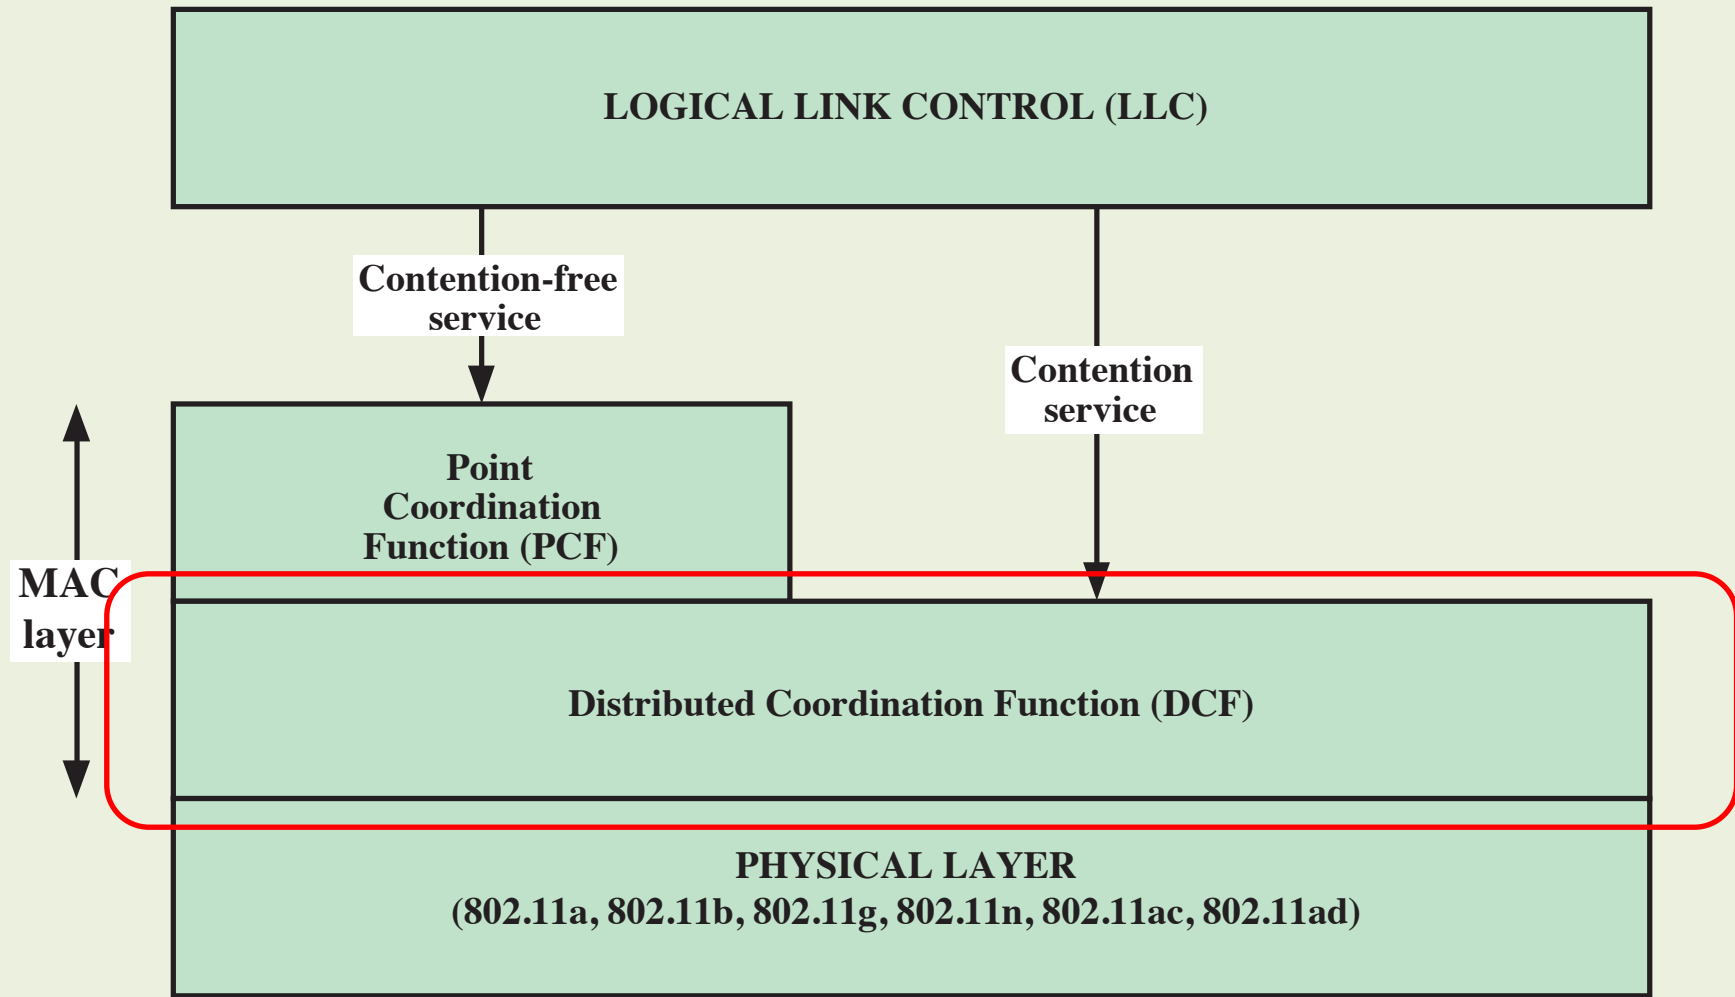 LOGICAL LINK CONTROL (LLC)
Contention-free
service
Contention
service
Point
Coordination
Function (PCF)
MAC
layer
Distributed Coordination Function (DCF)
PHYSICAL LAYER
(802.11a, 802.11b, 802.11g, 802.11n, 802.11ac, 802.11ad)